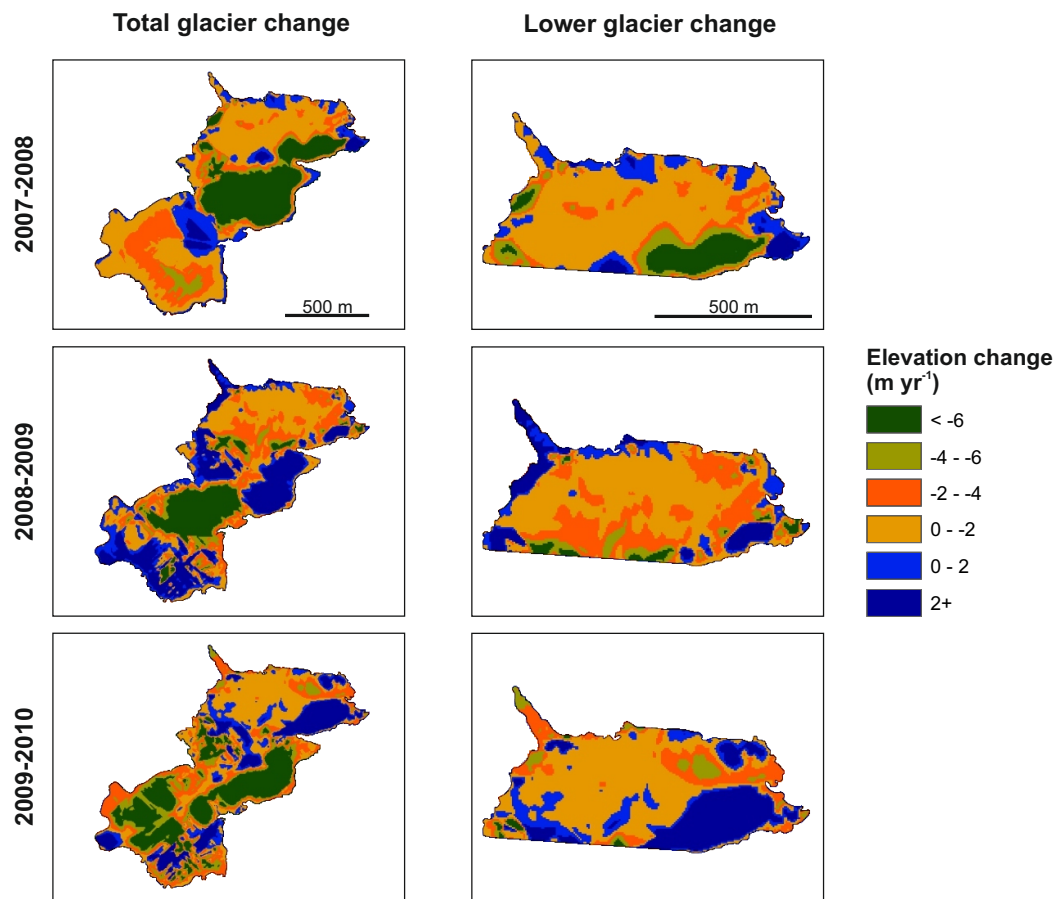 Total glacier change
Lower glacier change
2007-2008
500 m
500 m
2008-2009
Elevation change
(m yr⁻¹)
< -6
-4 - -6
-2 - -4
0 - -2
0 - 2
2+
2009-2010